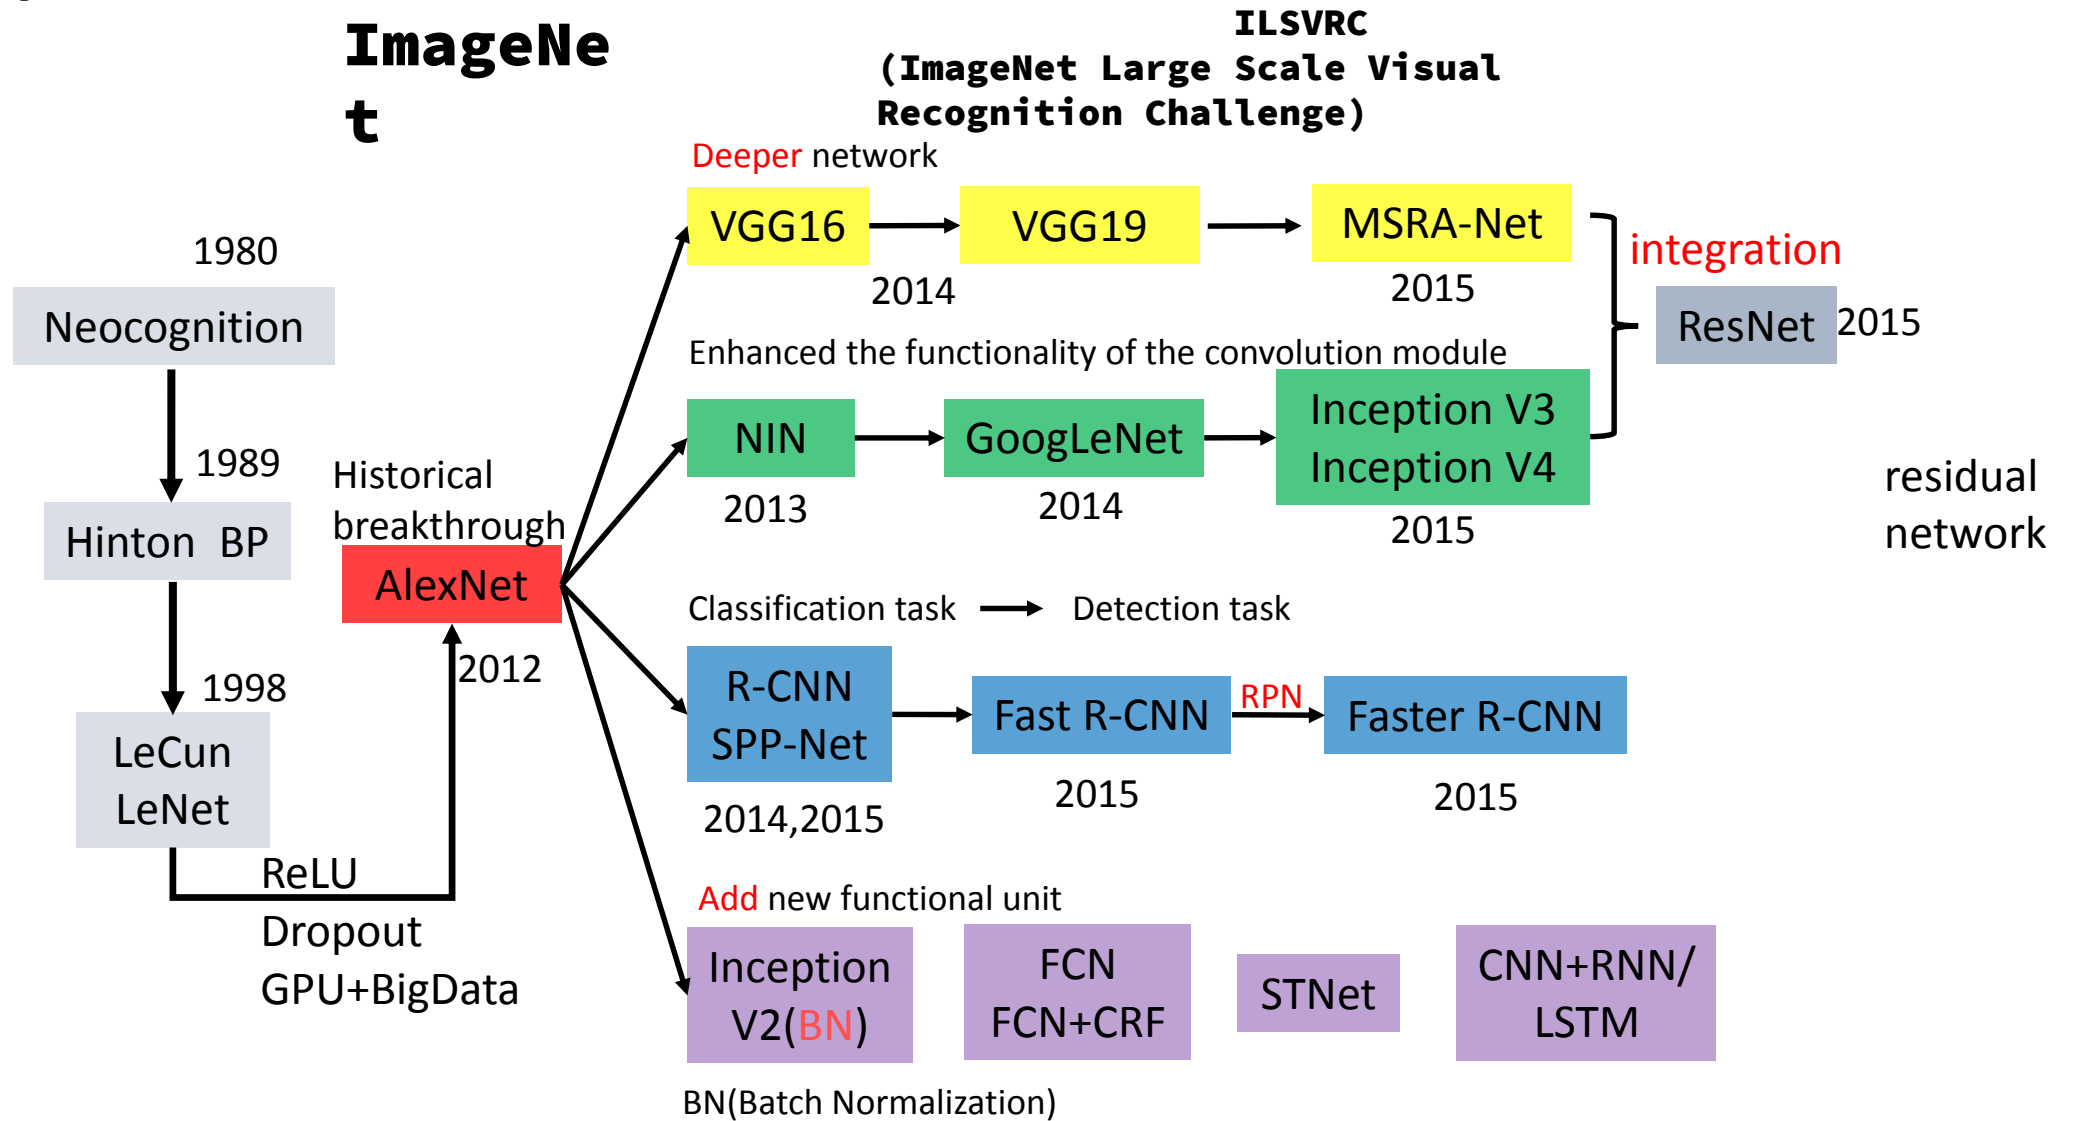 ImageNe
t
ILSVRC
(ImageNet Large Scale Visual
Recognition Challenge)
Deeper network
VGG16
VGG19
MSRA-Net
2014
2015
integration
ResNet
2015
residual
network
1980
Neocognition
1989
Hinton BP
1998
LeCun
LeNet
ReLU
Dropout
GPU+BigData
Historical
breakthrough
AlexNet
2012
Enhanced the functionality of the convolution module
NIN
GoogLeNet
Inception V3
Inception V4
2013
2014
2015
Classification task
Detection task
R-CNN
SPP-Net
Fast R-CNN
RPN
Faster R-CNN
2014,2015
2015
2015
Add new functional unit
Inception
V2(BN)
FCN
FCN+CRF
STNet
CNN+RNN/
LSTM
BN(Batch Normalization)